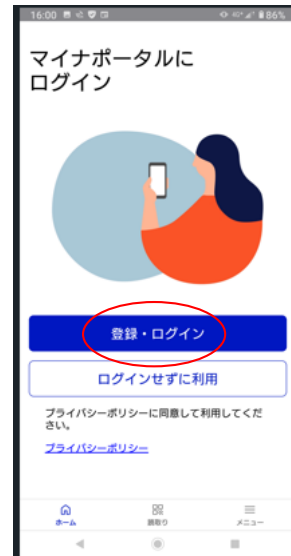 16:00
86%
マイナポータルに
ログイン
登録・ログイン
ログインせずに利用
プライバシーポリシーに同意して利用してくだ
さい。
プライバシーポリシー
ホーム 読取り メニュー